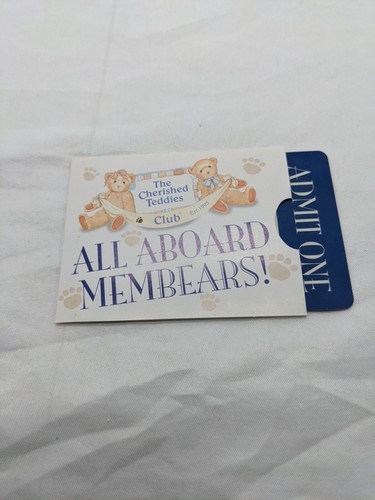 The
Cherished
Teddies
Club
Est. 1995
ALL ABOARD
MEMBEARS!
ADMIT ONE